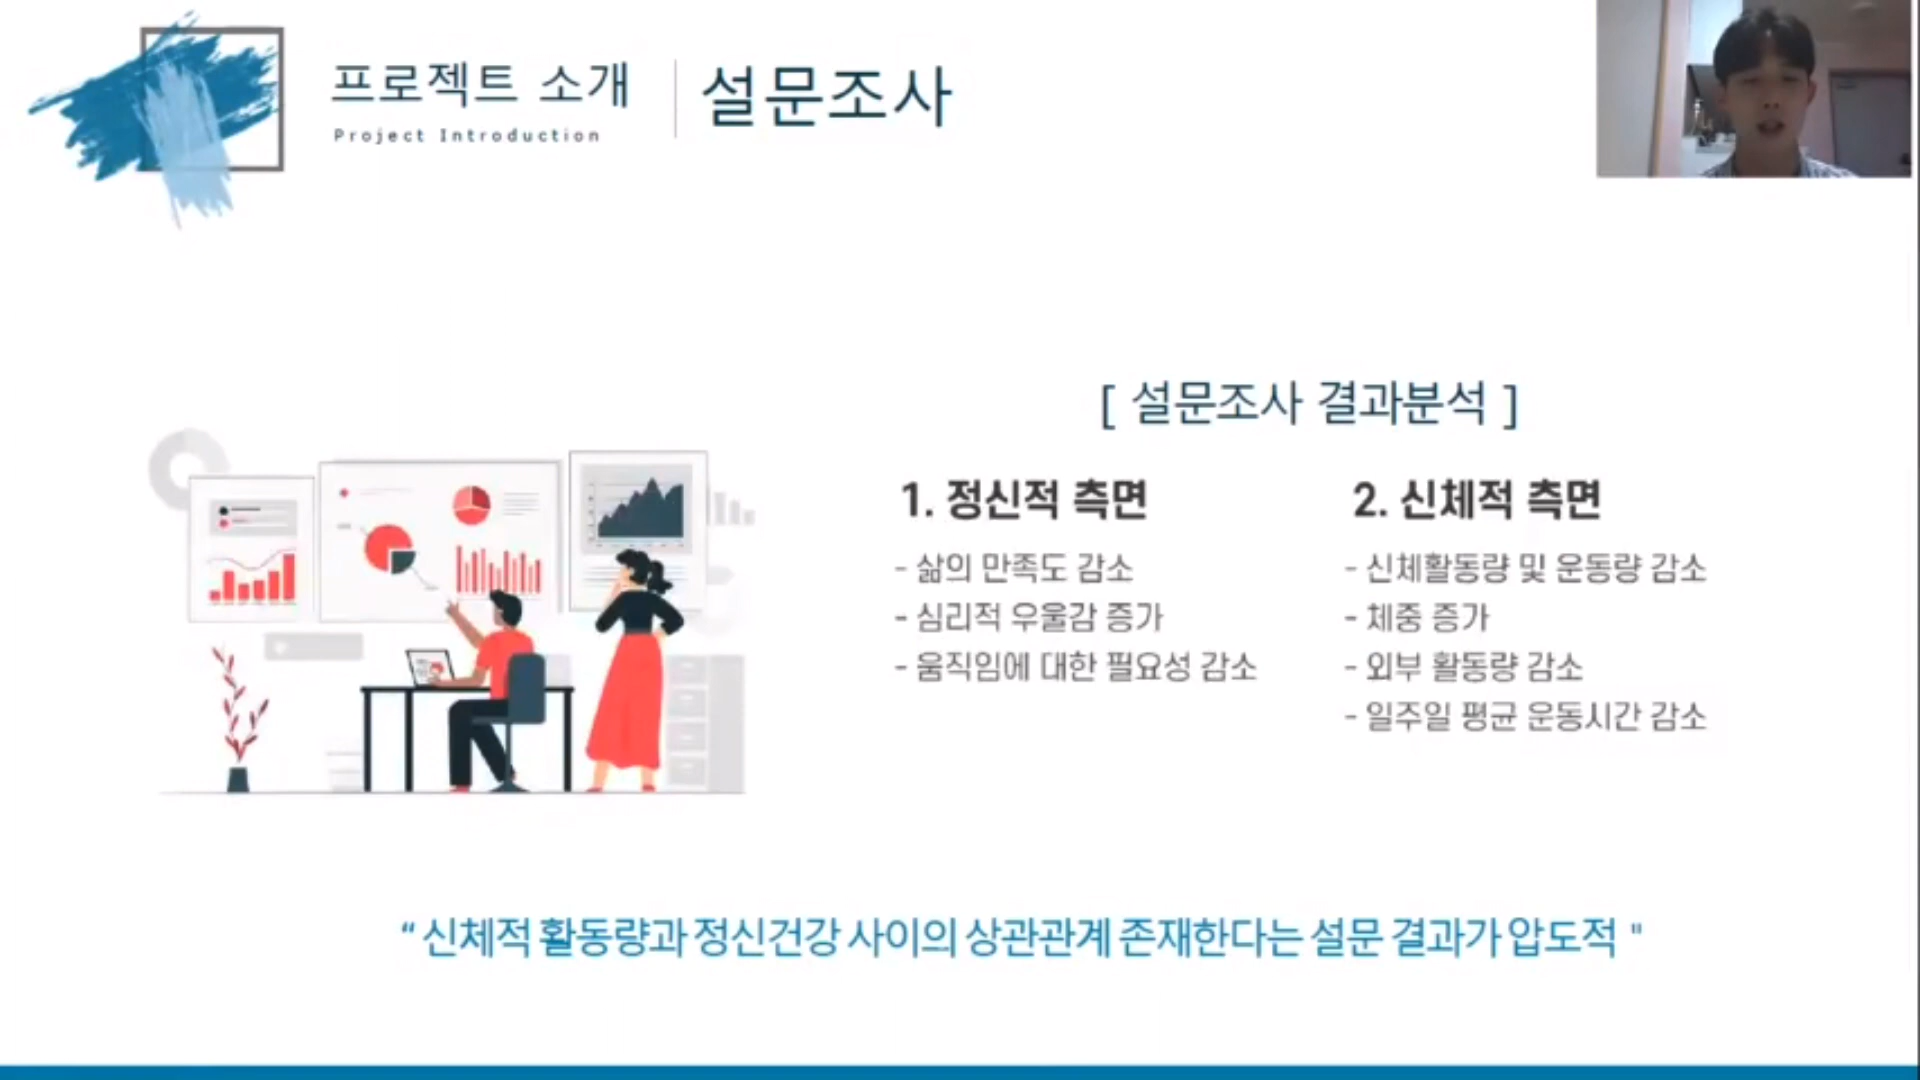 프로젝트 소개
Project Introduction
설문조사
[ 설문조사 결과분석 ]
1. 정신적 측면
- 삶의 만족도 감소
- 심리적 우울감 증가
- 움직임에 대한 필요성 감소
2. 신체적 측면
- 신체활동량 및 운동량 감소
- 체중 증가
- 외부 활동량 감소
- 일주일 평균 운동시간 감소
“ 신체적 활동량과 정신건강 사이의 상관관계 존재한다는 설문 결과가 압도적 "